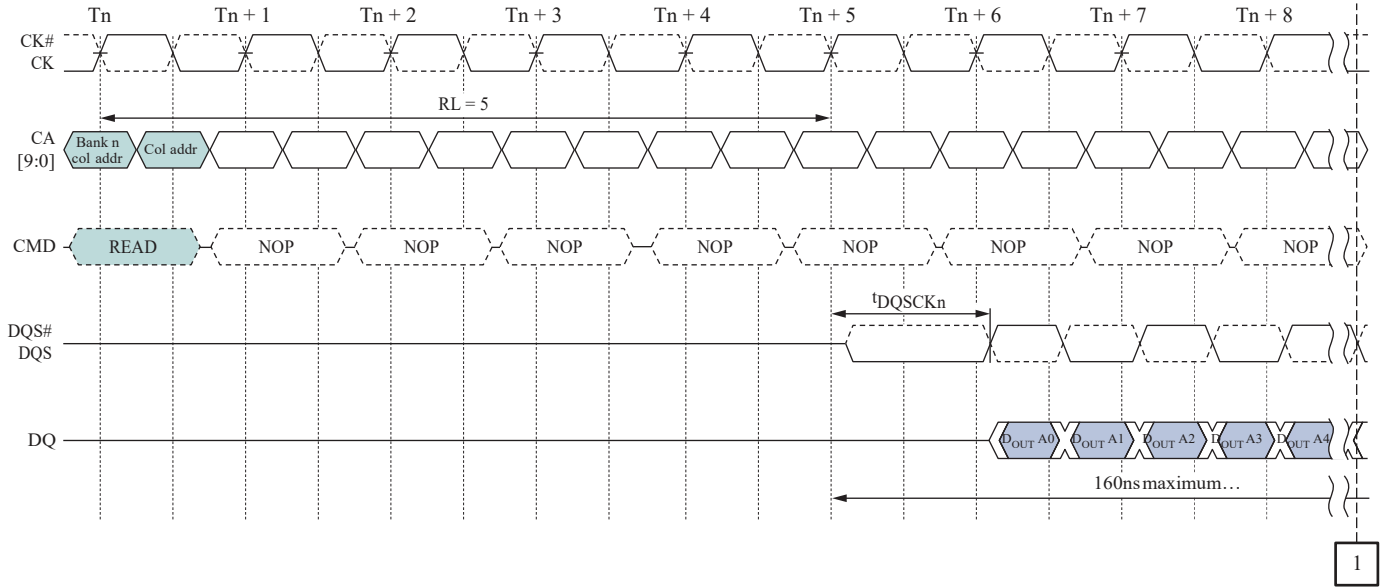 Tn Tn + 1 Tn + 2 Tn + 3 Tn + 4 Tn + 5 Tn + 6 Tn + 7 Tn + 8
CK#
CK
RL = 5
CA
[9:0]
Bank n
col addr
Col addr
CMD READ NOP NOP NOP NOP NOP NOP NOP NOP
tDQSCKn
DQS#
DQS
DQ DOUT A0 DOUT A1 DOUT A2 DOUT A3 DOUT A4
160ns maximum…
1